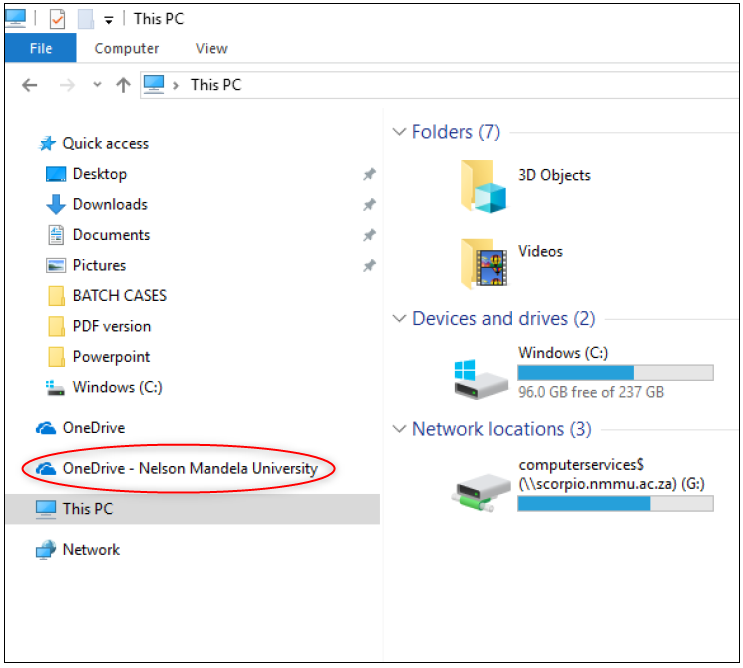 This PC
File Computer View
This PC
Quick access
Desktop
Downloads
Documents
Pictures
BATCH CASES
PDF version
Powerpoint
Windows (C:)
OneDrive
OneDrive - Nelson Mandela University
This PC
Network
Folders (7)
3D Objects
Videos
Devices and drives (2)
Windows (C:)
96.0 GB free of 237 GB
Network locations (3)
computerservices$
(\\scorpio.nmmu.ac.za) (G:)